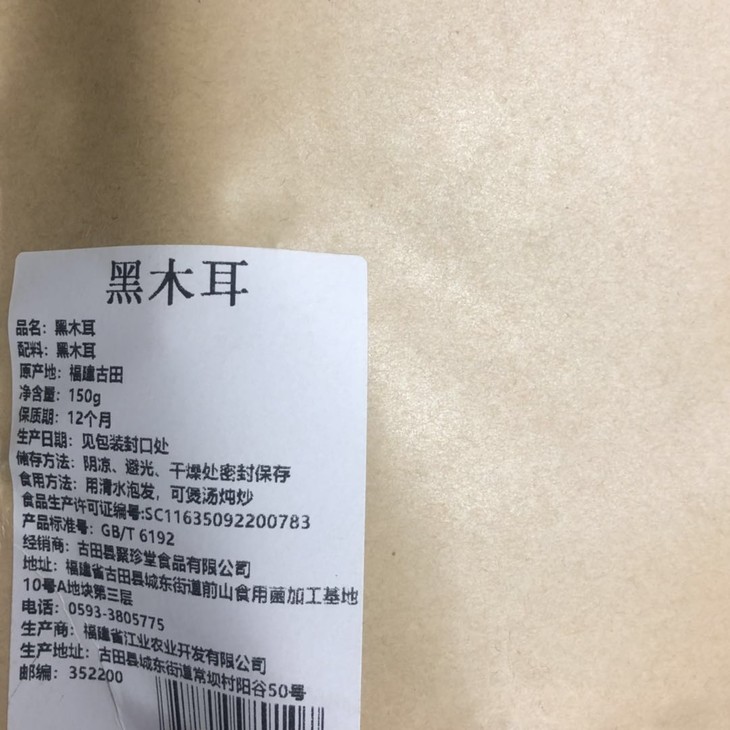 黑木耳
品名：黑木耳
配料：黑木耳
原产地：福建古田
净含量：150g
保质期：12个月
生产日期：见包装封口处
储存方法：阴凉、避光、干燥处密封保存
食用方法：用清水泡发，可煲汤炖炒
食品生产许可证编号:SC11635092200783
产品标准号：GB/T 6192
经销商：古田县聚珍堂食品有限公司
地址：福建省古田县城东街道前山食用菌加工基地
10号A地块第三层
电话：0593-3805775
生产商：福建省江业农业开发有限公司
生产地址：古田县城东街道常坝村阳谷50号
邮编：352200